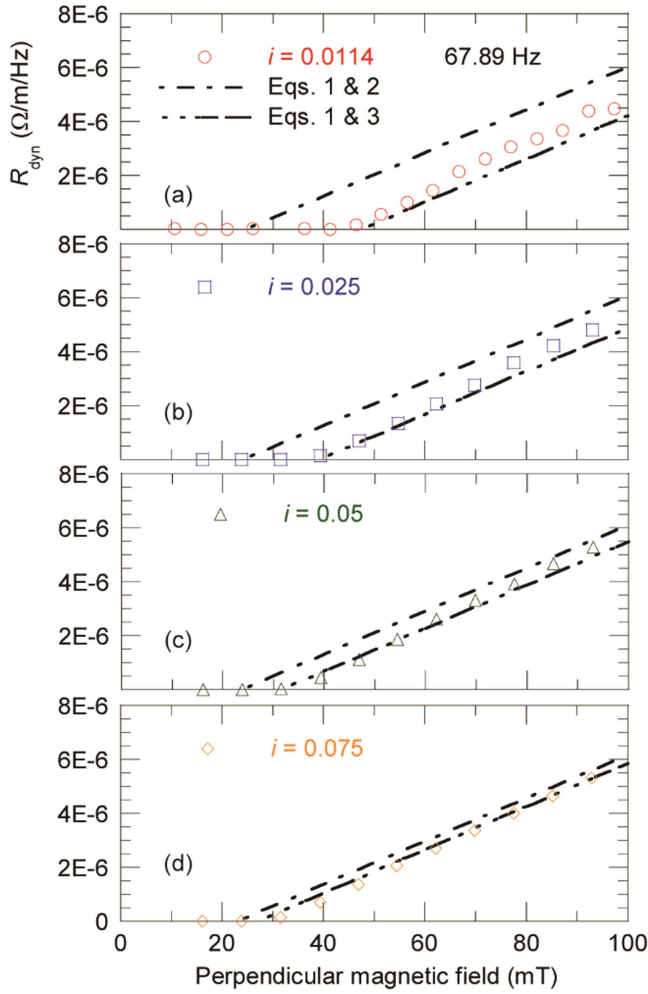 8E-6
i = 0.0114 67.89 Hz
6E-6
Eqs. 1 & 2
Eqs. 1 & 3
4E-6
R_dyn (Ω/m/Hz)
2E-6
(a)
8E-6
i = 0.025
6E-6
4E-6
2E-6
(b)
8E-6
i = 0.05
6E-6
4E-6
2E-6
(c)
8E-6
i = 0.075
6E-6
4E-6
2E-6
(d)
0
0 20 40 60 80 100
Perpendicular magnetic field (mT)